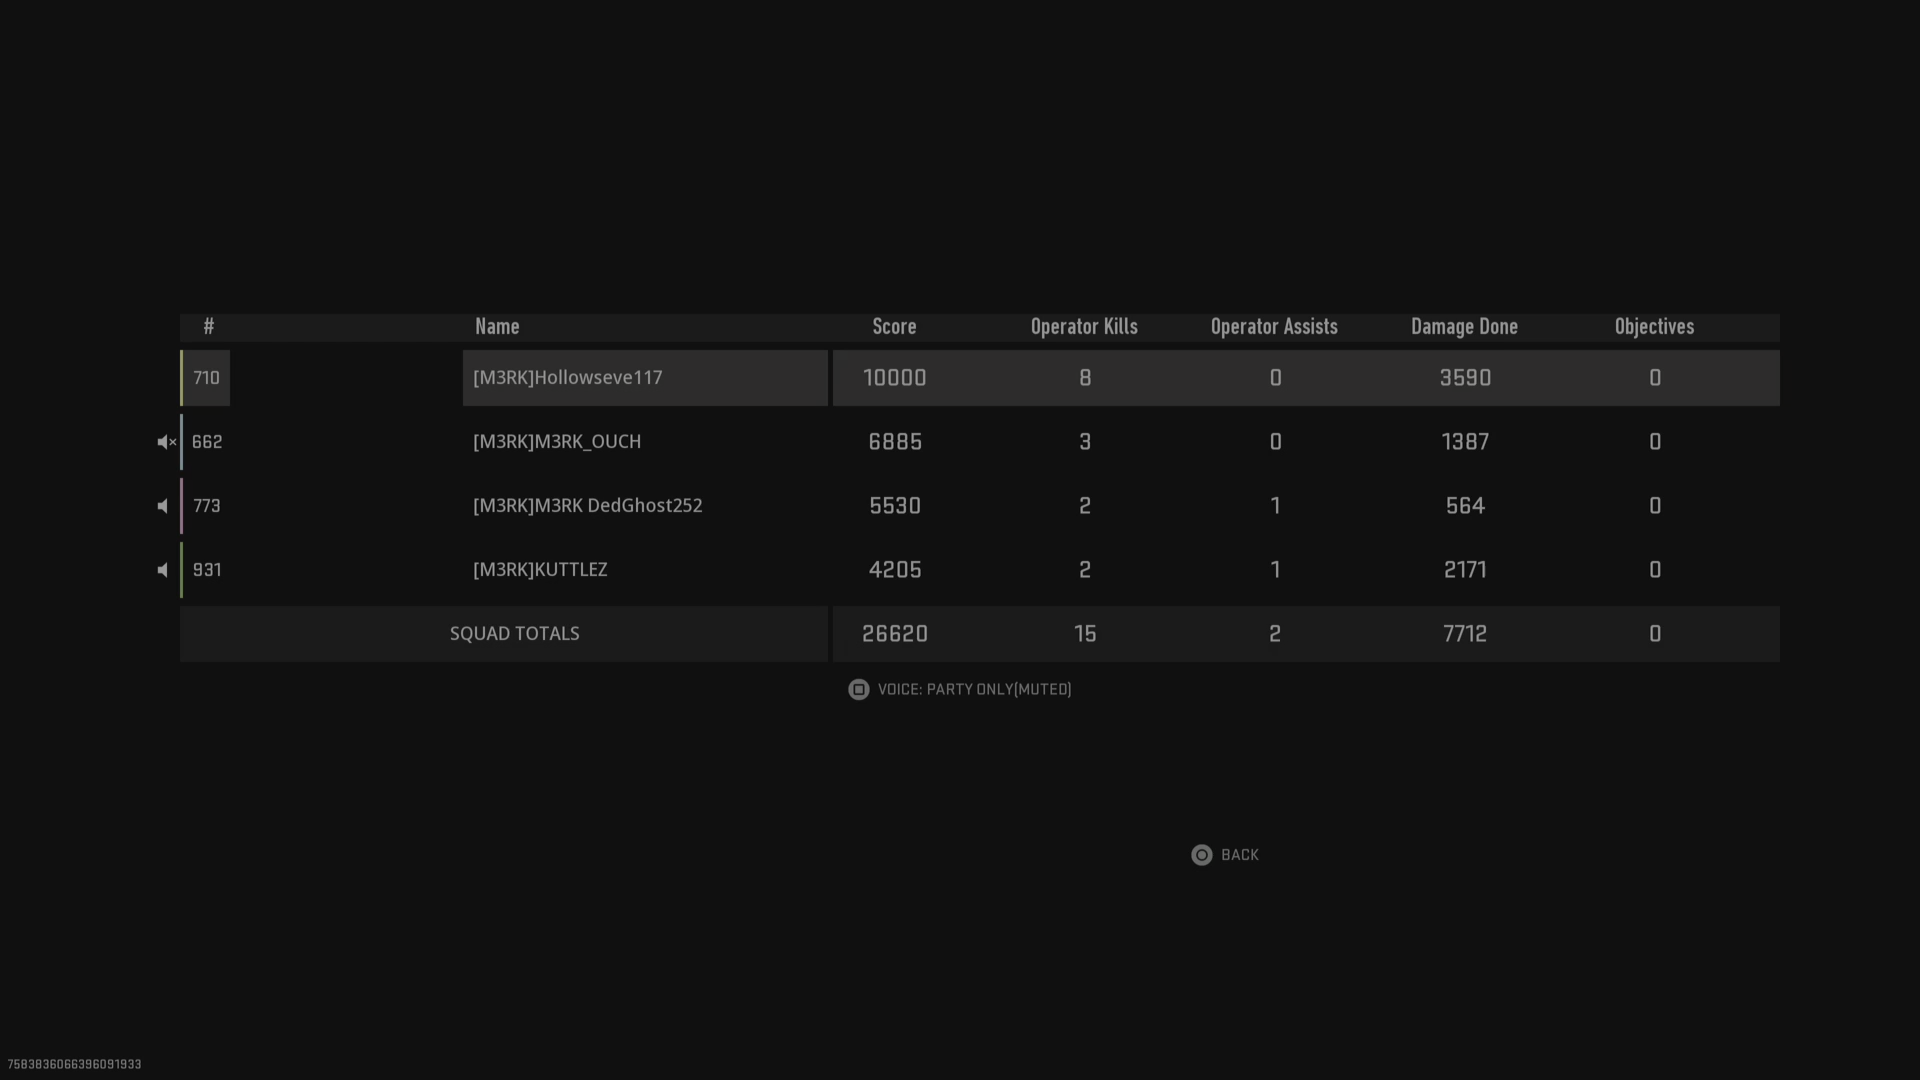 # Name Score Operator Kills Operator Assists Damage Done Objectives
710 [M3RK]Hollowseve117 10000 8 0 3590 0
662 [M3RK]M3RK_OUCH 6885 3 0 1387 0
773 [M3RK]M3RK DedGhost252 5530 2 1 564 0
931 [M3RK]KUTTLEZ 4205 2 1 2171 0
SQUAD TOTALS 26620 15 2 7712 0
VOICE: PARTY ONLY(MUTED)
BACK
7583836066396091933